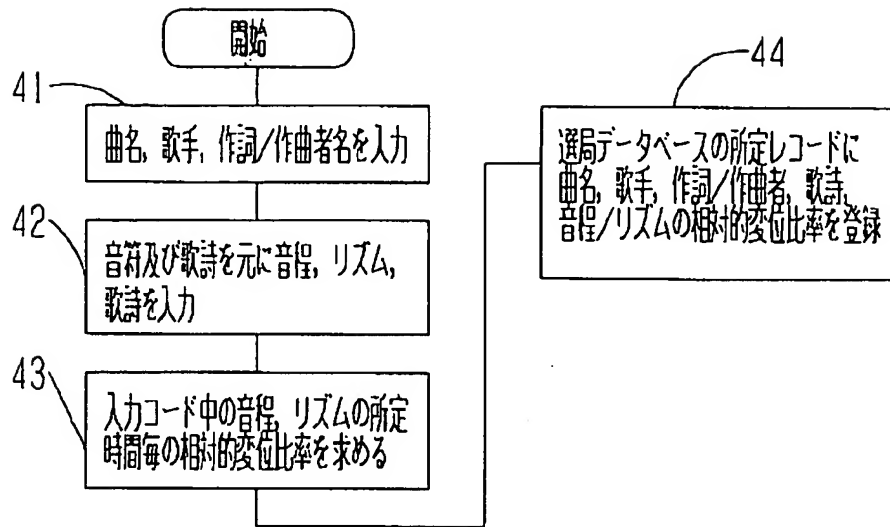 開始
41
曲名, 歌手, 作詞/作曲者名を入力
42
音符及び歌詩を元に音程, リズム,
歌詩を入力
43
入力コード中の音程, リズムの所定
時間毎の相対的変位比率を求める
44
選局データベースの所定レコードに
曲名, 歌手, 作詞/作曲者, 歌詩,
音程/リズムの相対的変位比率を登録